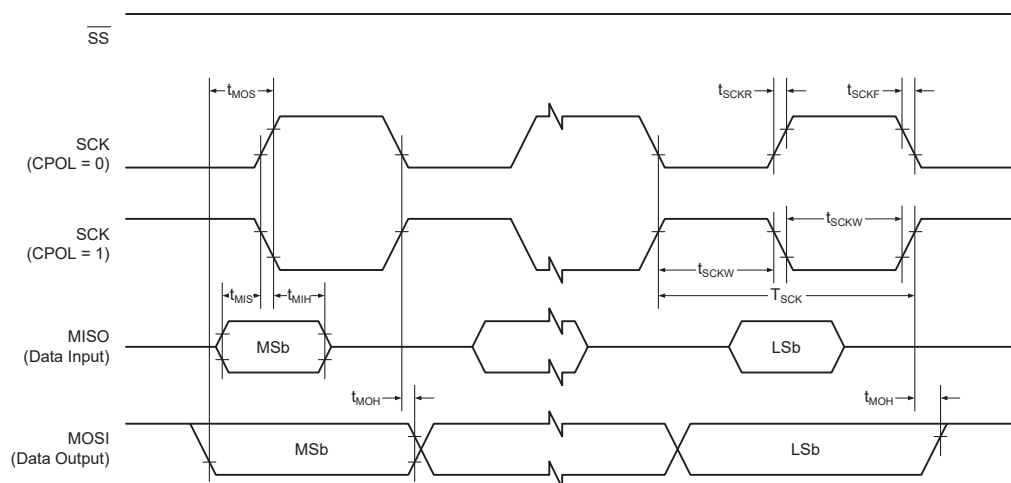 SS
tMOS
tSCKR
tSCKF
SCK
(CPOL = 0)
SCK
(CPOL = 1)
tSCKW
tSCKW
tMIS
tMIH
TSCK
MISO
(Data Input)
MSb
LSb
tMOH
tMOH
MOSI
(Data Output)
MSb
LSb